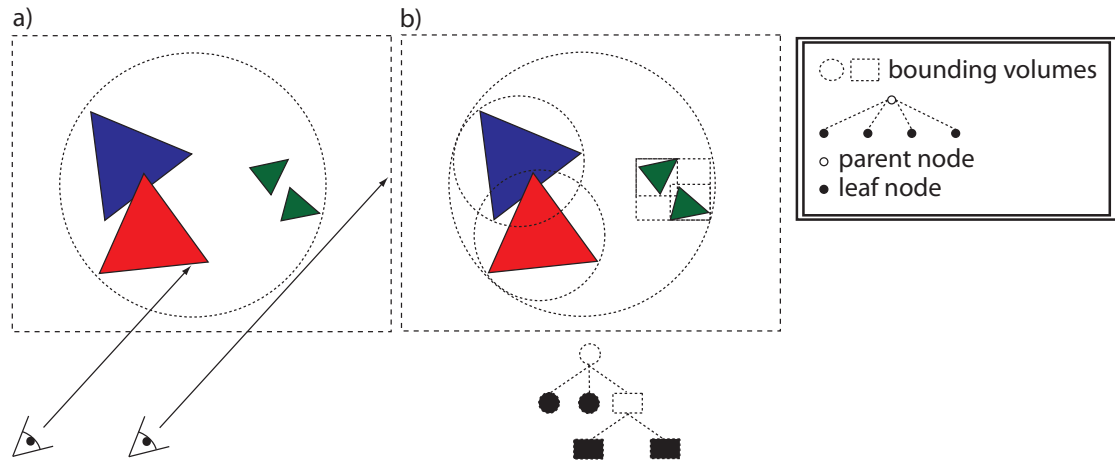 a)
b)
bounding volumes
parent node
leaf node